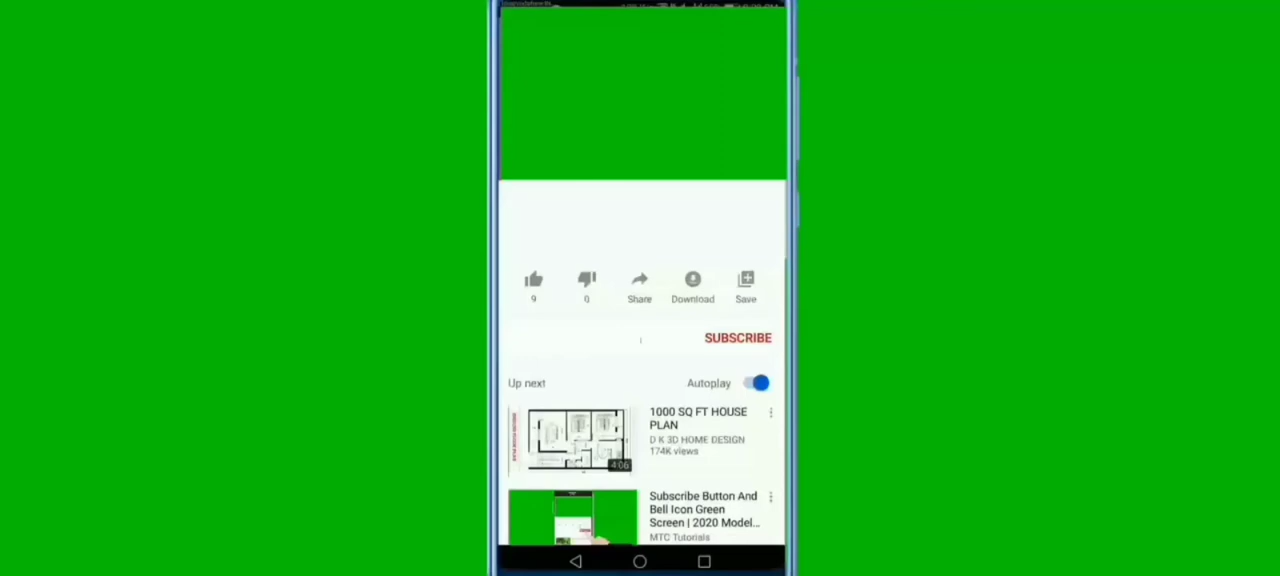 9
0
Share
Download
Save
SUBSCRIBE
Up next
Autoplay
1000 SQ FT HOUSE
PLAN
D K 3D HOME DESIGN
174K views
4:06
Subscribe Button And
Bell Icon Green
Screen | 2020 Model...
MTC Tutorials